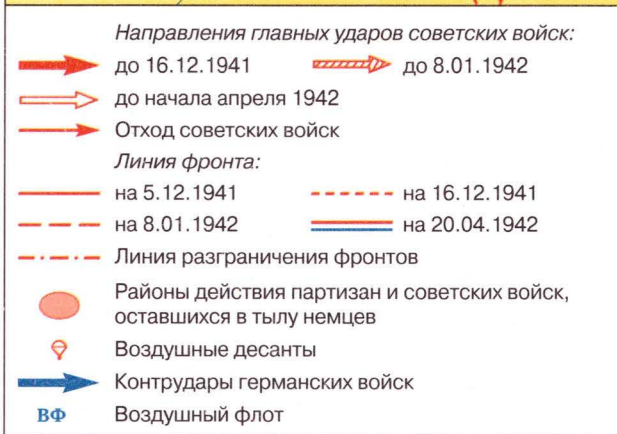 Направления главных ударов советских войск:
до 16.12.1941 до 8.01.1942
до начала апреля 1942
Отход советских войск
Линия фронта:
на 5.12.1941 на 16.12.1941
на 8.01.1942 на 20.04.1942
Линия разграничения фронтов
Районы действия партизан и советских войск,
оставшихся в тылу немцев
Воздушные десанты
Контрудары германских войск
ВФ Воздушный флот